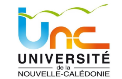 unc
UNIVERSITÉ
de la
NOUVELLE-CALÉDONIE